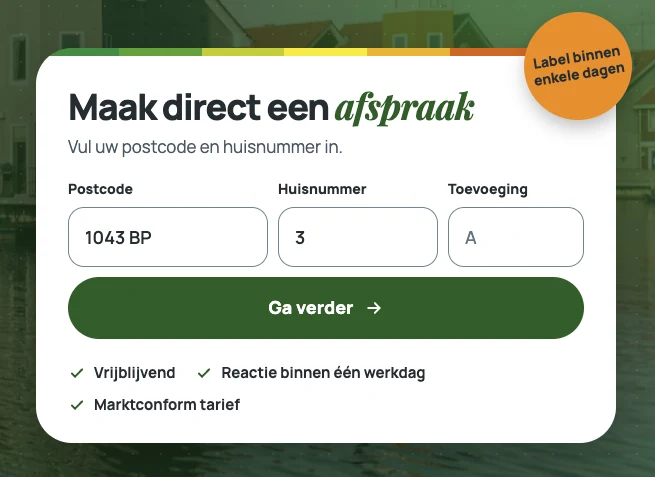 Label binnen
enkele dagen
Maak direct een afspraak
Vul uw postcode en huisnummer in.
Postcode Huisnummer Toevoeging
1043 BP 3 A
Ga verder →
Vrijblijvend Reactie binnen één werkdag
Marktconform tarief